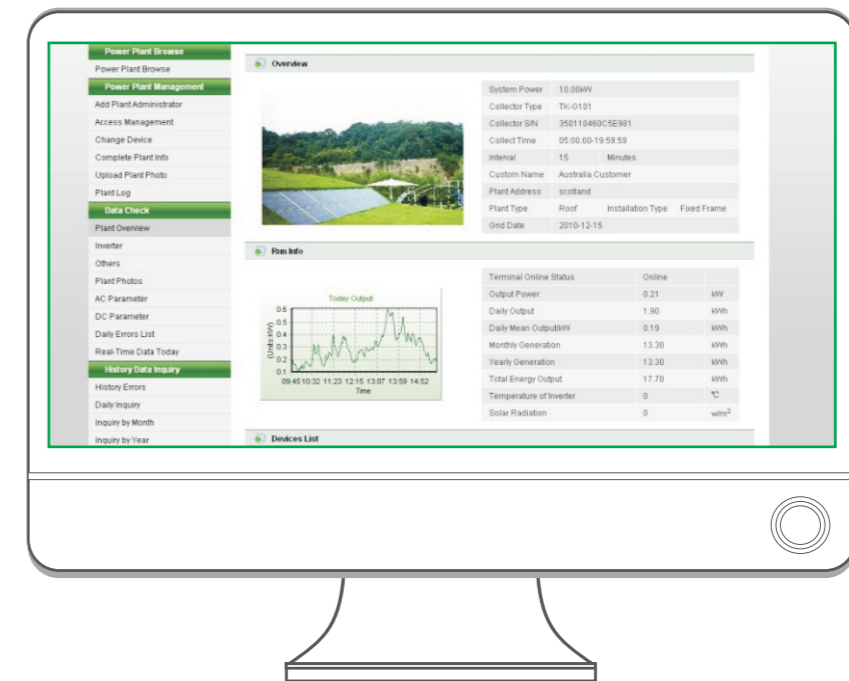 Power Plant Browse
Power Plant Browse
Power Plant Management
Add Plant Administrator
Access Management
Change Device
Complete Plant Info
Upload Plant Photo
Plant Log
Data Check
Plant Overview
Inverter
Others
Plant Photos
AC Parameter
DC Parameter
Daily Errors List
Real-Time Data Today
History Data Inquiry
History Errors
Daily Inquiry
Inquiry by Month
Inquiry by Year
Overview
System Power 10.00kW
Collector Type TK-0101
Collector S/N 350110460C5E981
Collect Time 05:00:00-19:59:59
Interval 15 Minutes
Custom Name Australia Customer
Plant Address scotland
Plant Type Roof Installation Type Fixed Frame
Grid Date 2010-12-15
Run Info
Today Output
(Units:kW)
0.6
0.5
0.4
0.3
0.2
0.1
09:45 10:32 11:23 12:15 13:07 13:59 14:52
Time
Terminal Online Status Online
Output Power 0.21 kW
Daily Output 1.90 kWh
Daily Mean Output/kW 0.19 kWh
Monthly Generation 13.30 kWh
Yearly Generation 13.30 kWh
Total Energy Output 17.70 kWh
Temperature of Inverter 0 ℃
Solar Radiation 0 w/m²
Devices List